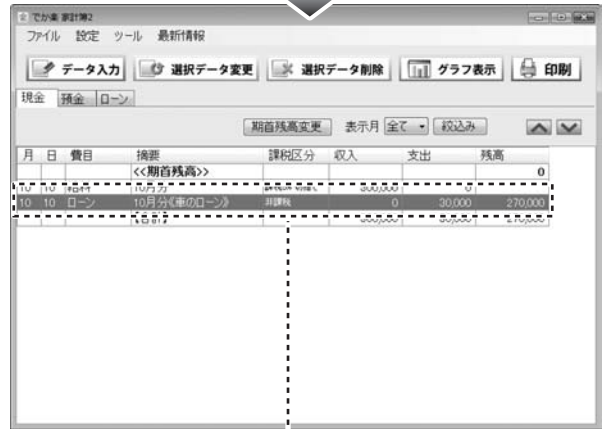 でか楽 家計簿2
ファイル 設定 ツール 最新情報
データ入力 選択データ変更 選択データ削除 グラフ表示 印刷
現金 預金 ローン
期首残高変更 表示月 全て 絞込み
月 日 費目 摘要 課税区分 収入 支出 残高
<<期首残高>> 0
10 10 給料 10月分 300,000 0
10 10 ローン 10月分《車のローン》 非課税 0 30,000 270,000
【合計】 300,000 30,000 270,000